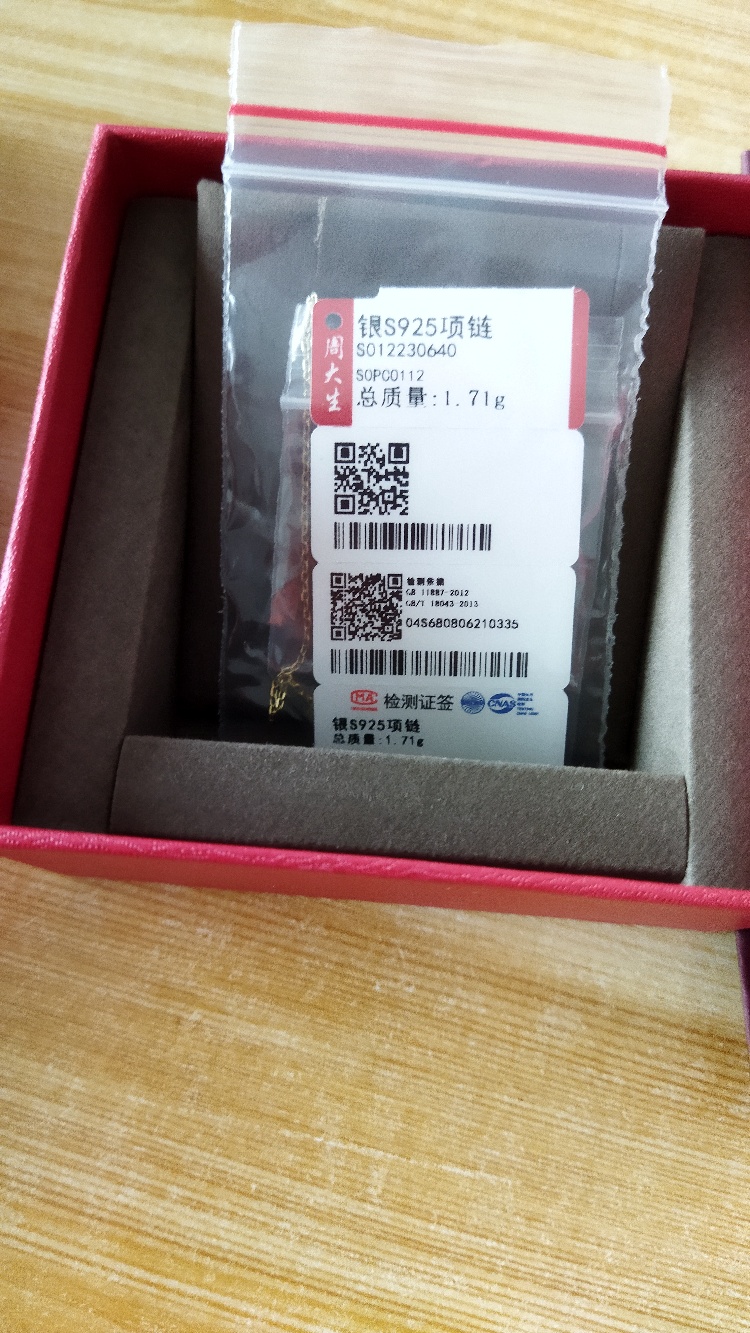 周大生
银S925项链
S012230640
SOPC0112
总质量:1.71g
GB 11887-2012
GB/T 18043-2013
04S680806210335
MA
检测证签
CNAS
银S925项链
总质量:1.71g